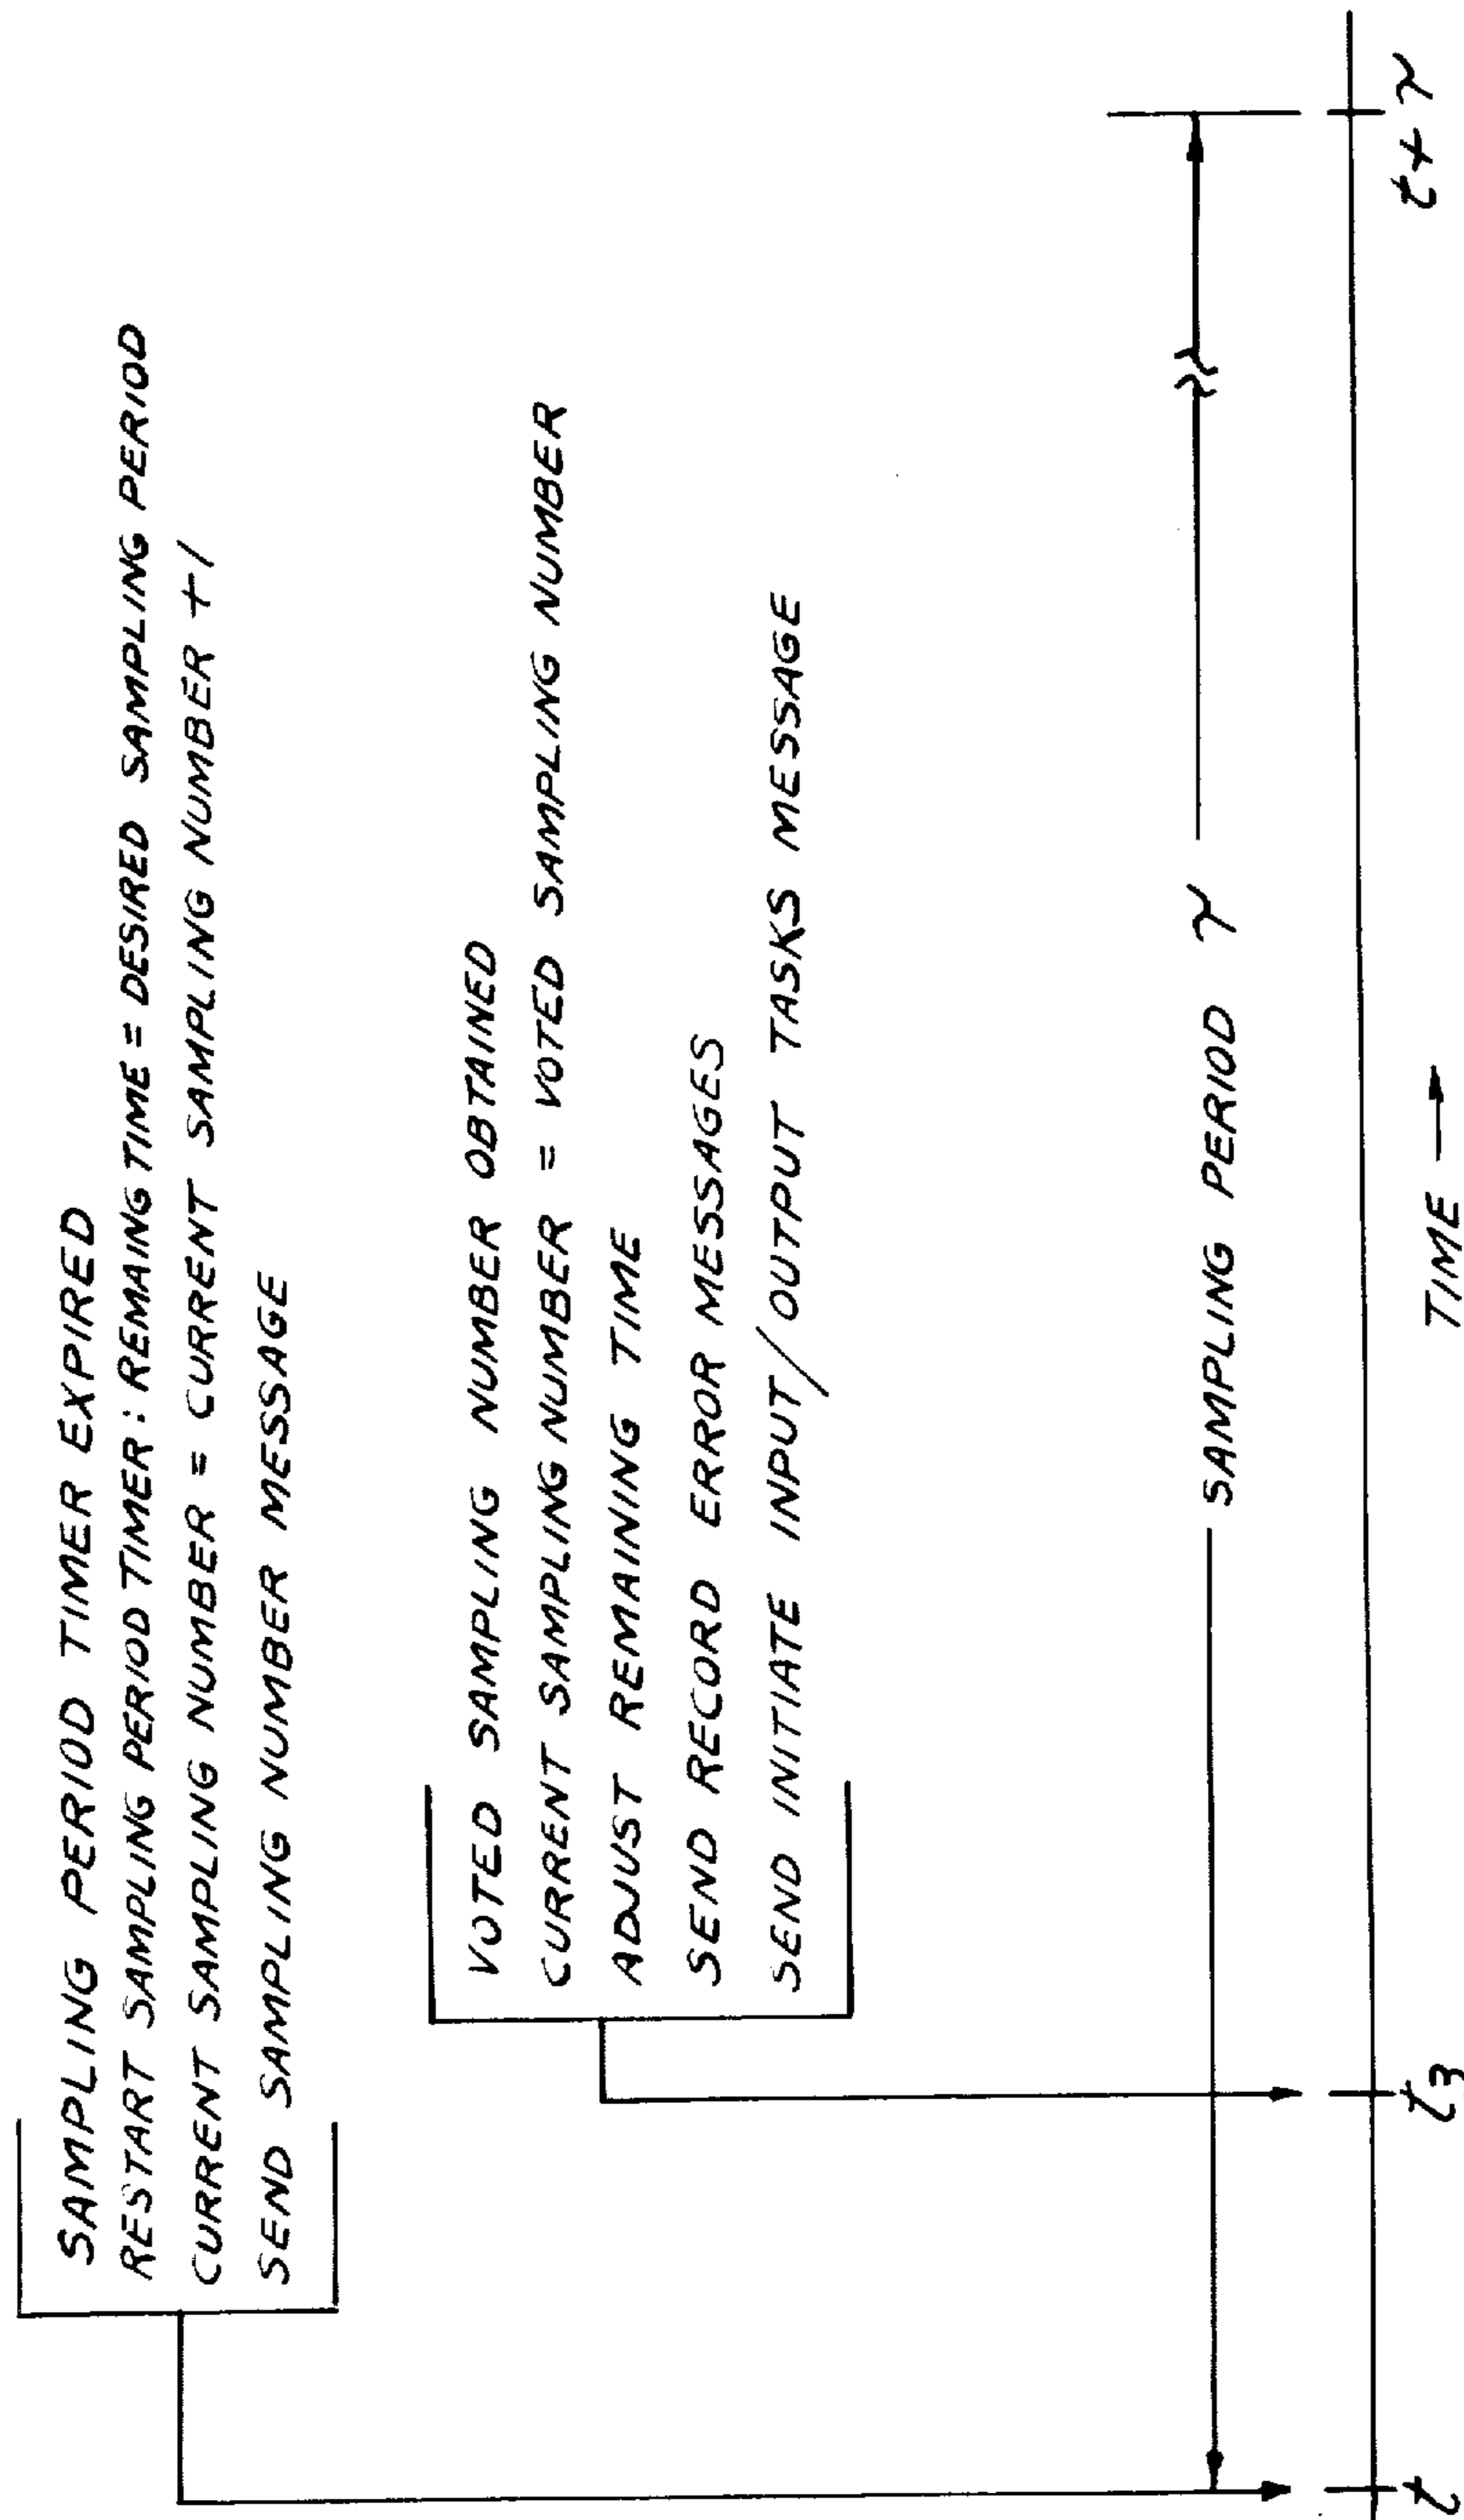 SAMPLING PERIOD TIMER EXPIRED
RESTART SAMPLING PERIOD TIMER: REMAING TIME = DESIRED SAMPLING PERIOD
CURRENT SAMPLING NUMBER = CURRENT SAMPLING NUMBER +1
SEND SAMPLING NUMBER MESSAGE
VOTED SAMPLING NUMBER OBTAINED
CURRENT SAMPLING NUMBER = VOTED SAMPLING NUMBER
ADJUST REMAINING TIME
SEND RECORD ERROR MESSAGES
SEND INITIATE INPUT/OUTPUT TASKS MESSAGE
SAMPLING PERIOD τ
t t3 t+τ
TIME →